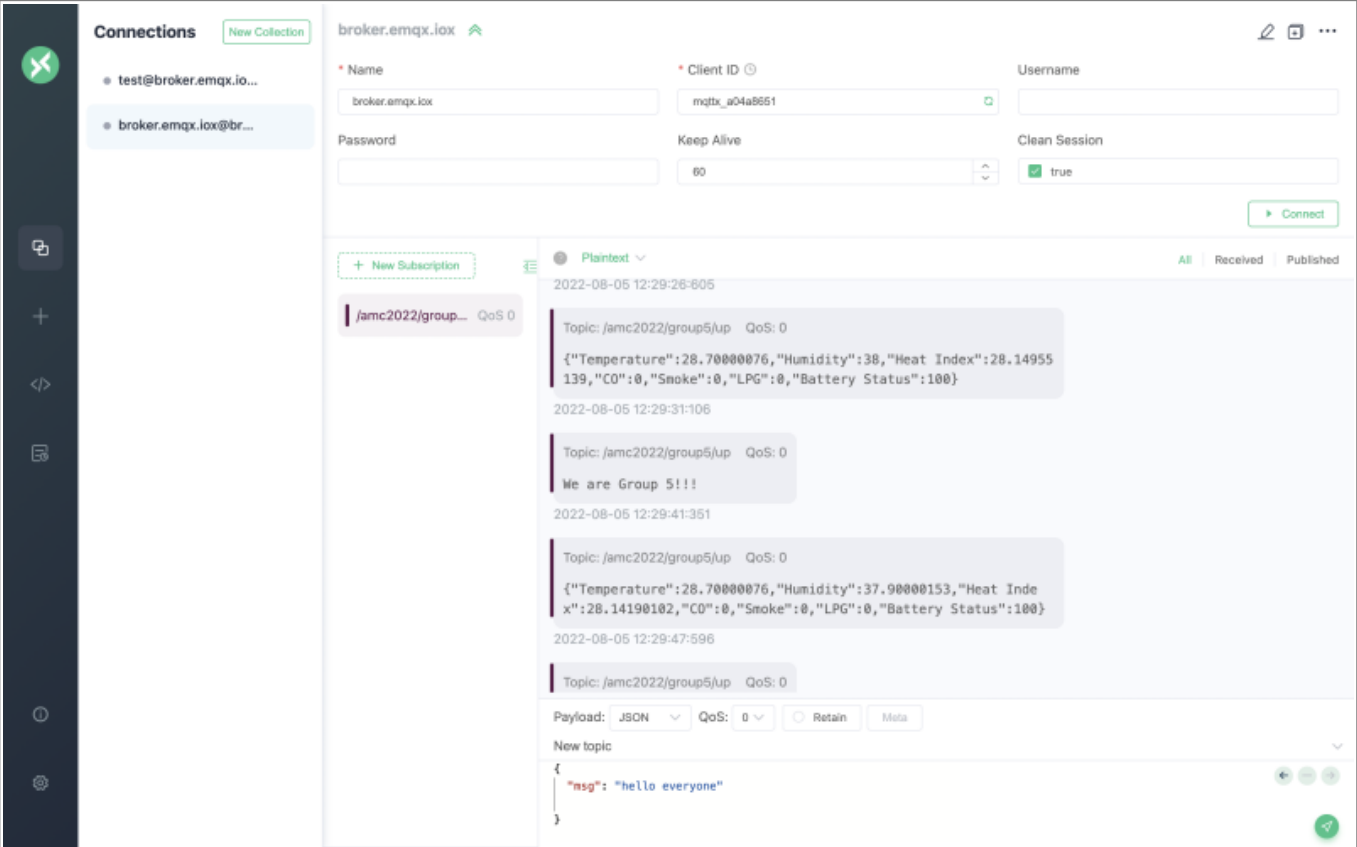 Connections
New Collection
test@broker.emqx.io...
broker.emqx.iox@br...
broker.emqx.iox
* Name
* Client ID
Username
broker.emqx.iox
mqttx_a04a8651
Password
Keep Alive
Clean Session
60
true
Connect
+ New Subscription
/amc2022/group... QoS 0
Plaintext
All
Received
Published
2022-08-05 12:29:26:605
Topic: /amc2022/group5/up QoS: 0
{"Temperature":28.70000076,"Humidity":38,"Heat Index":28.14955
139,"CO":0,"Smoke":0,"LPG":0,"Battery Status":100}
2022-08-05 12:29:31:106
Topic: /amc2022/group5/up QoS: 0
We are Group 5!!!
2022-08-05 12:29:41:351
Topic: /amc2022/group5/up QoS: 0
{"Temperature":28.70000076,"Humidity":37.90000153,"Heat Inde
x":28.14190102,"CO":0,"Smoke":0,"LPG":0,"Battery Status":100}
2022-08-05 12:29:47:596
Topic: /amc2022/group5/up QoS: 0
Payload: JSON QoS: 0 Retain Meta
New topic
{
"msg": "hello everyone"
}